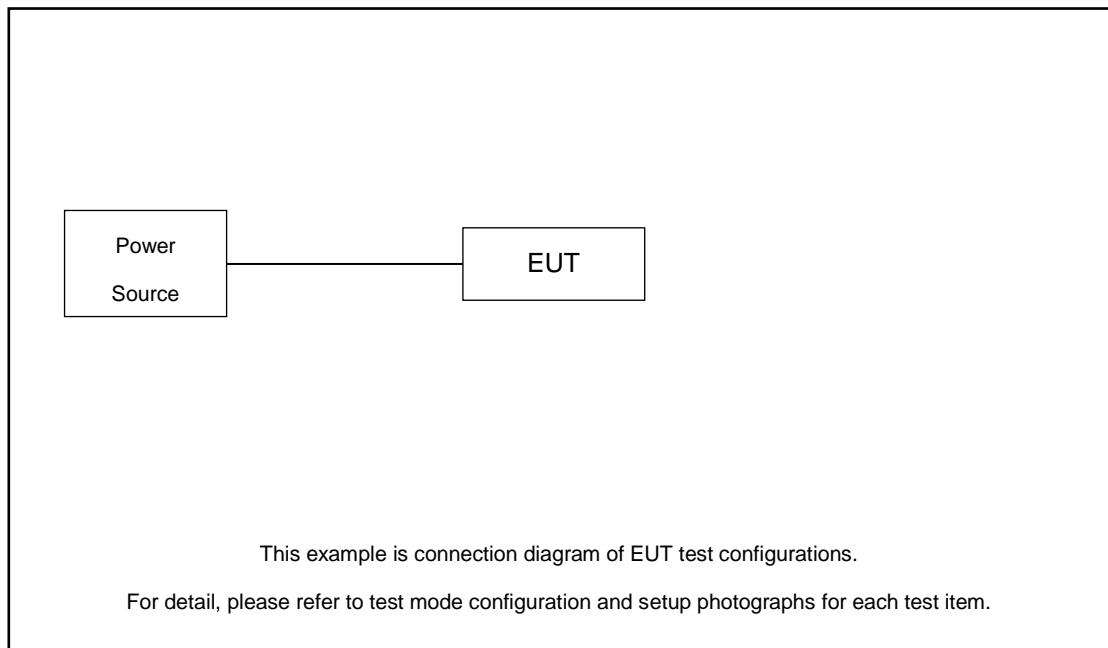 Power
Source
EUT
This example is connection diagram of EUT test configurations.
For detail, please refer to test mode configuration and setup photographs for each test item.